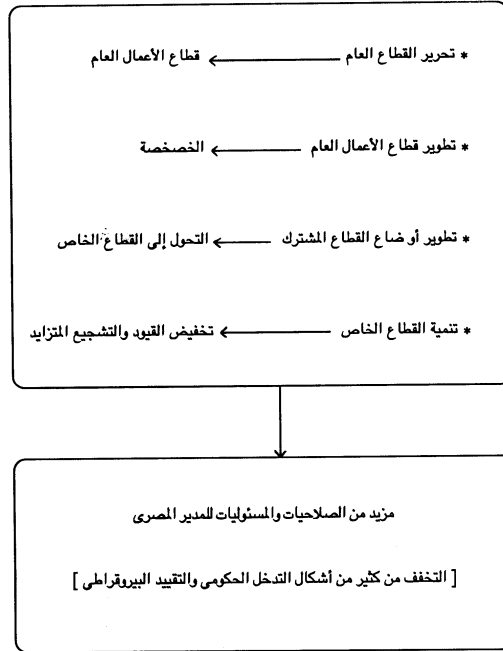 * تحرير القطاع العام ← قطاع الأعمال العام
* تطوير قطاع الأعمال العام ← الخصخصة
* تطوير أوضاع القطاع المشترك ← التحول إلى القطاع الخاص
* تنمية القطاع الخاص ← تخفيض القيود والتشجيع المتزايد
مزيد من الصلاحيات والمسئوليات للمدير المصرى
[ التخفف من كثير من أشكال التدخل الحكومى والتقييد البيروقراطى ]